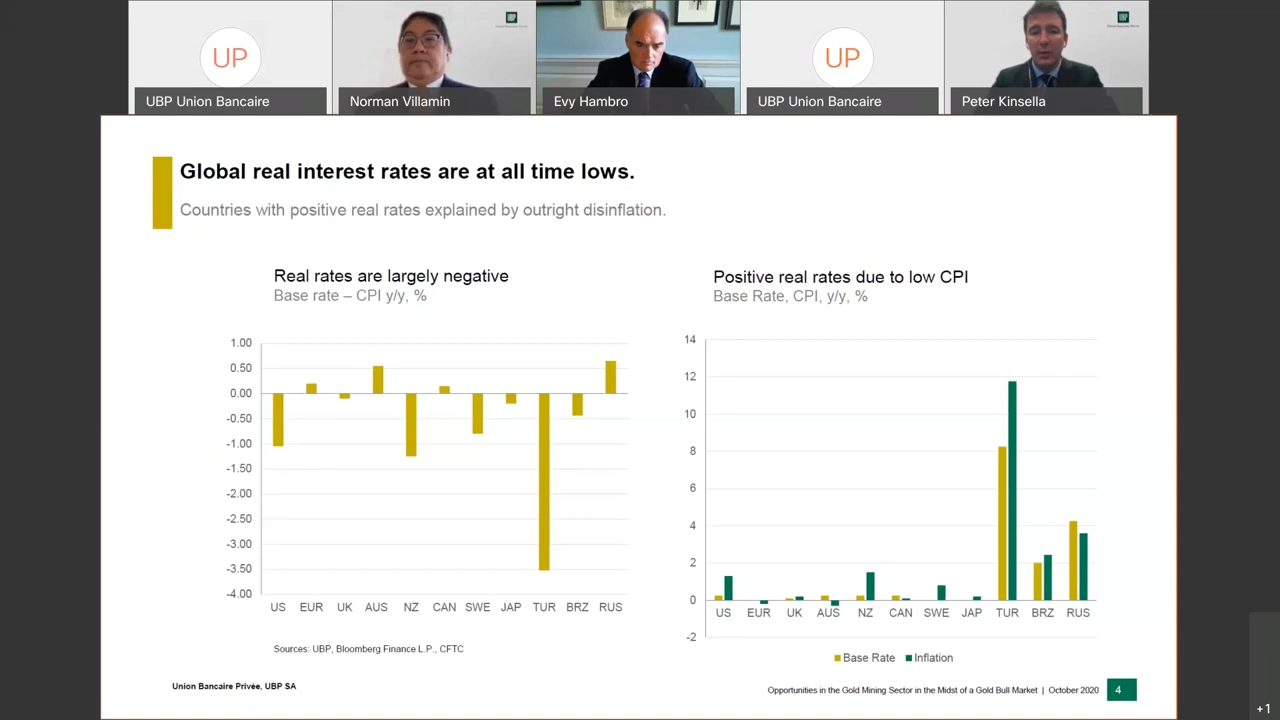 UP
UP
UBP Union Bancaire
Norman Villamin
Evy Hambro
UBP Union Bancaire
Peter Kinsella
Global real interest rates are at all time lows.
Countries with positive real rates explained by outright disinflation.
Real rates are largely negative
Base rate – CPI y/y, %
1.00
0.50
0.00
-0.50
-1.00
-1.50
-2.00
-2.50
-3.00
-3.50
-4.00
US EUR UK AUS NZ CAN SWE JAP TUR BRZ RUS
Sources: UBP, Bloomberg Finance L.P., CFTC
Positive real rates due to low CPI
Base Rate, CPI, y/y, %
14
12
10
8
6
4
2
0
-2
US EUR UK AUS NZ CAN SWE JAP TUR BRZ RUS
Base Rate Inflation
Union Bancaire Privée, UBP SA
Opportunities in the Gold Mining Sector in the Midst of a Gold Bull Market | October 2020 4
+1